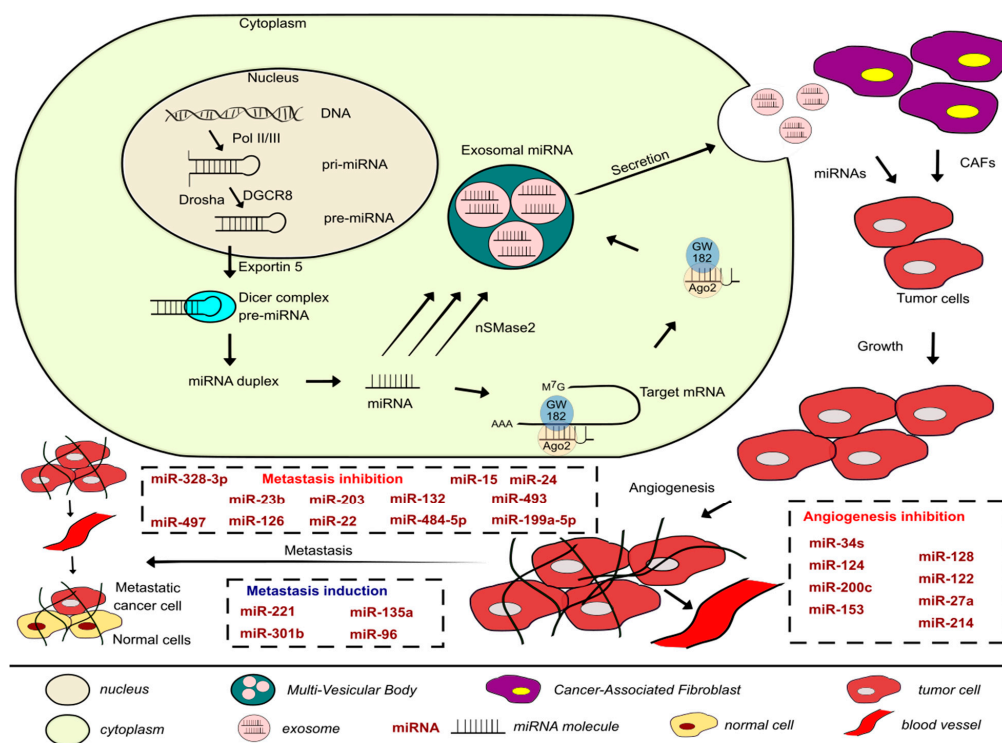 Cytoplasm
Nucleus
DNA
Pol II/III
pri-miRNA
Drosha
DGCR8
pre-miRNA
Exportin 5
Dicer complex
pre-miRNA
miRNA duplex
miRNA
nSMase2
Exosomal miRNA
Secretion
GW
182
Ago2
M7G
Target mRNA
GW
182
AAA
Ago2
miRNAs
CAFs
Tumor cells
Growth
Angiogenesis
miR-328-3p
Metastasis inhibition
miR-15
miR-24
miR-23b
miR-203
miR-132
miR-493
miR-497
miR-126
miR-22
miR-484-5p
miR-199a-5p
Metastasis
Metastasis induction
miR-221
miR-135a
miR-301b
miR-96
Metastatic
cancer cell
Normal cells
Angiogenesis inhibition
miR-34s
miR-124
miR-200c
miR-153
miR-128
miR-122
miR-27a
miR-214
nucleus
Multi-Vesicular Body
Cancer-Associated Fibroblast
tumor cell
cytoplasm
exosome
miRNA
miRNA molecule
normal cell
blood vessel